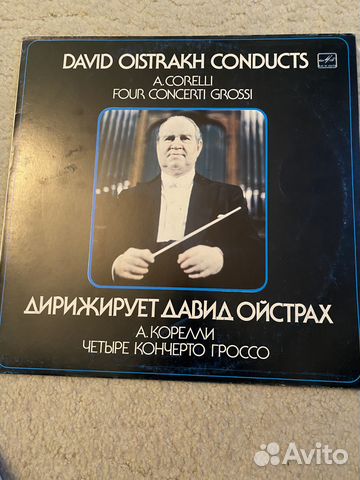 DAVID OISTRAKH CONDUCTS
A.CORELLI
FOUR CONCERTI GROSSI
ДИРИЖИРУЕТ ДАВИД ОЙСТРАХ
А.КОРЕЛЛИ
ЧЕТЫРЕ КОНЧЕРТО ГРОССО
Avito